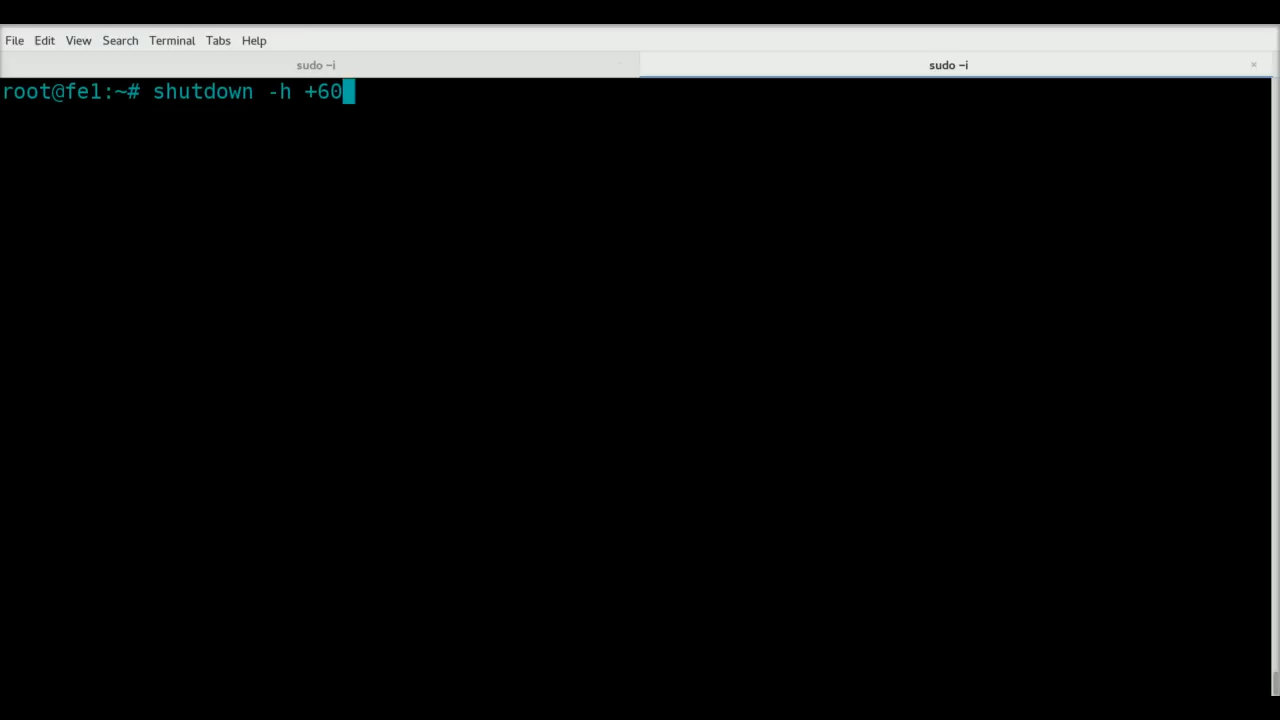 File Edit View Search Terminal Tabs Help
sudo -i sudo -i ×
root@fe1:~# shutdown -h +60